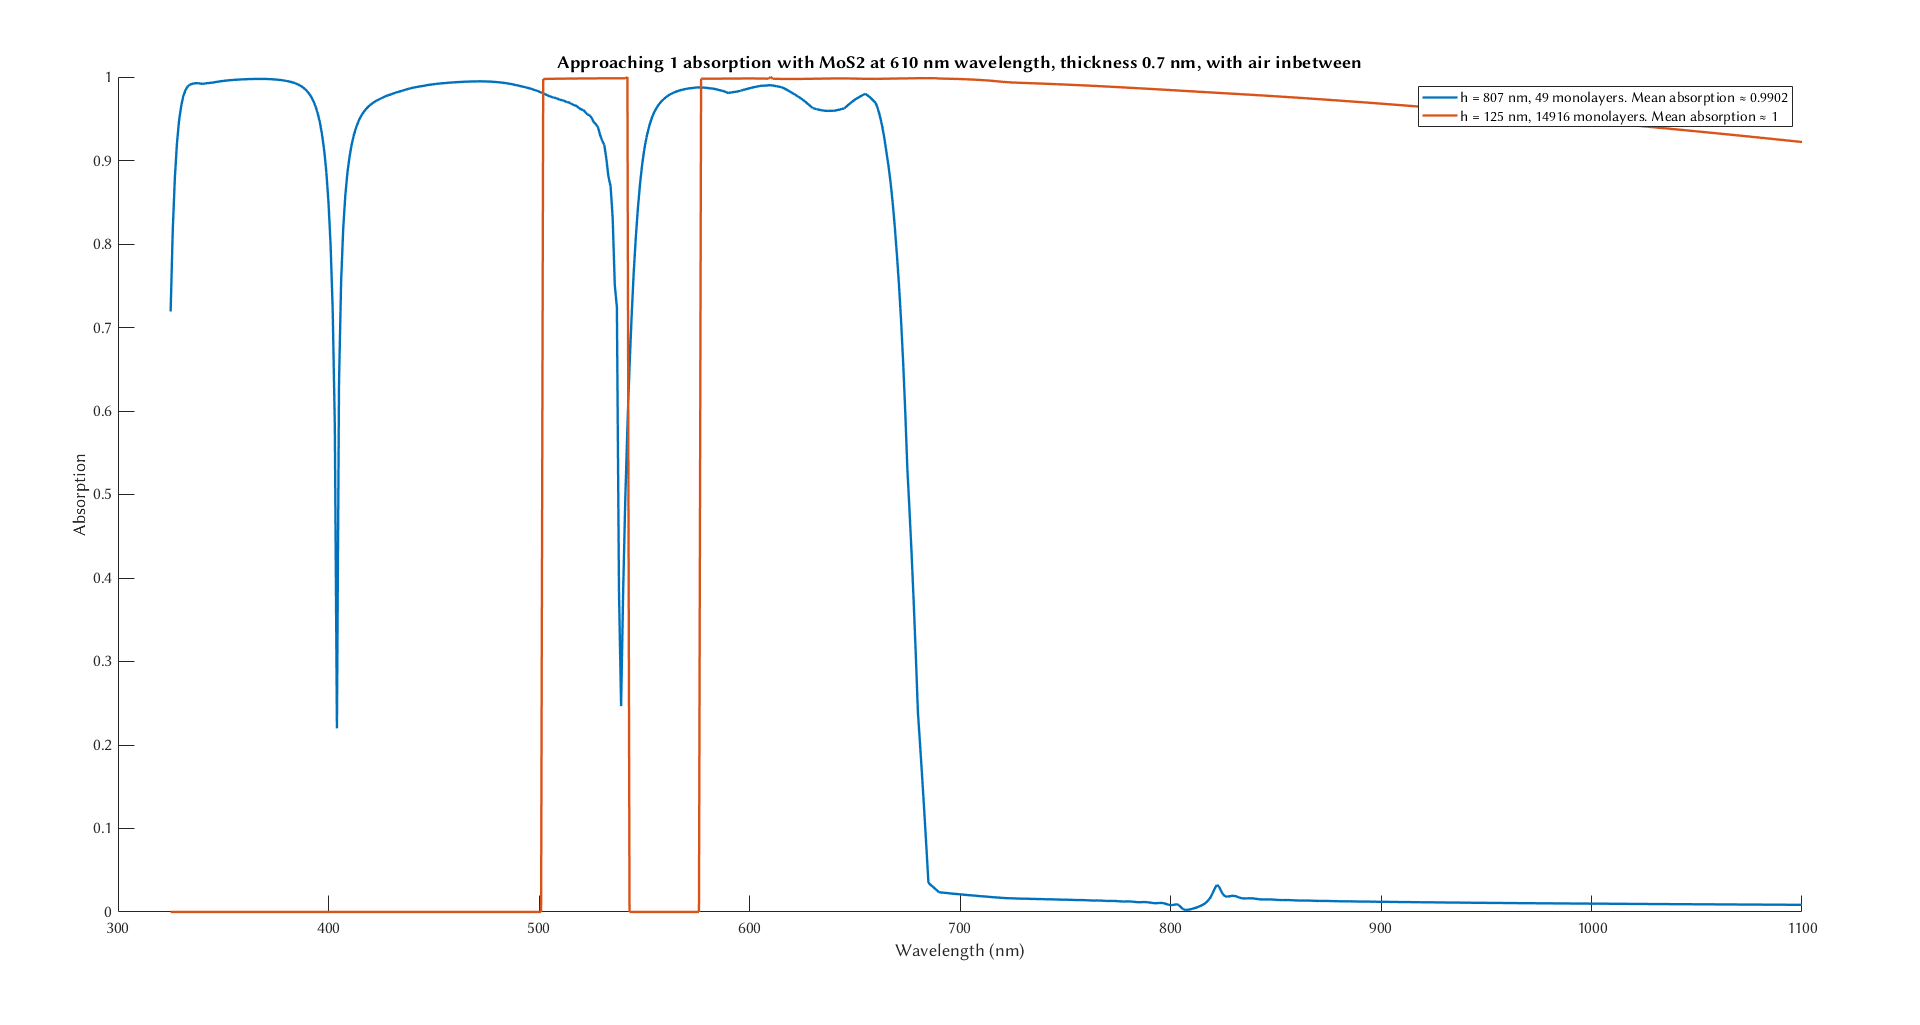 Approaching 1 absorption with MoS2 at 610 nm wavelength, thickness 0.7 nm, with air inbetween
h = 807 nm, 49 monolayers. Mean absorption ≈ 0.9902
h = 125 nm, 14916 monolayers. Mean absorption ≈ 1
1
0.9
0.8
0.7
0.6
0.5
0.4
0.3
0.2
0.1
0
Absorption
300 400 500 600 700 800 900 1000 1100
Wavelength (nm)